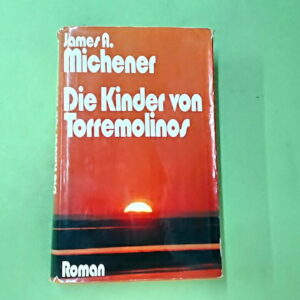 James A.
Michener
Die Kinder von
Torremolinos
Roman